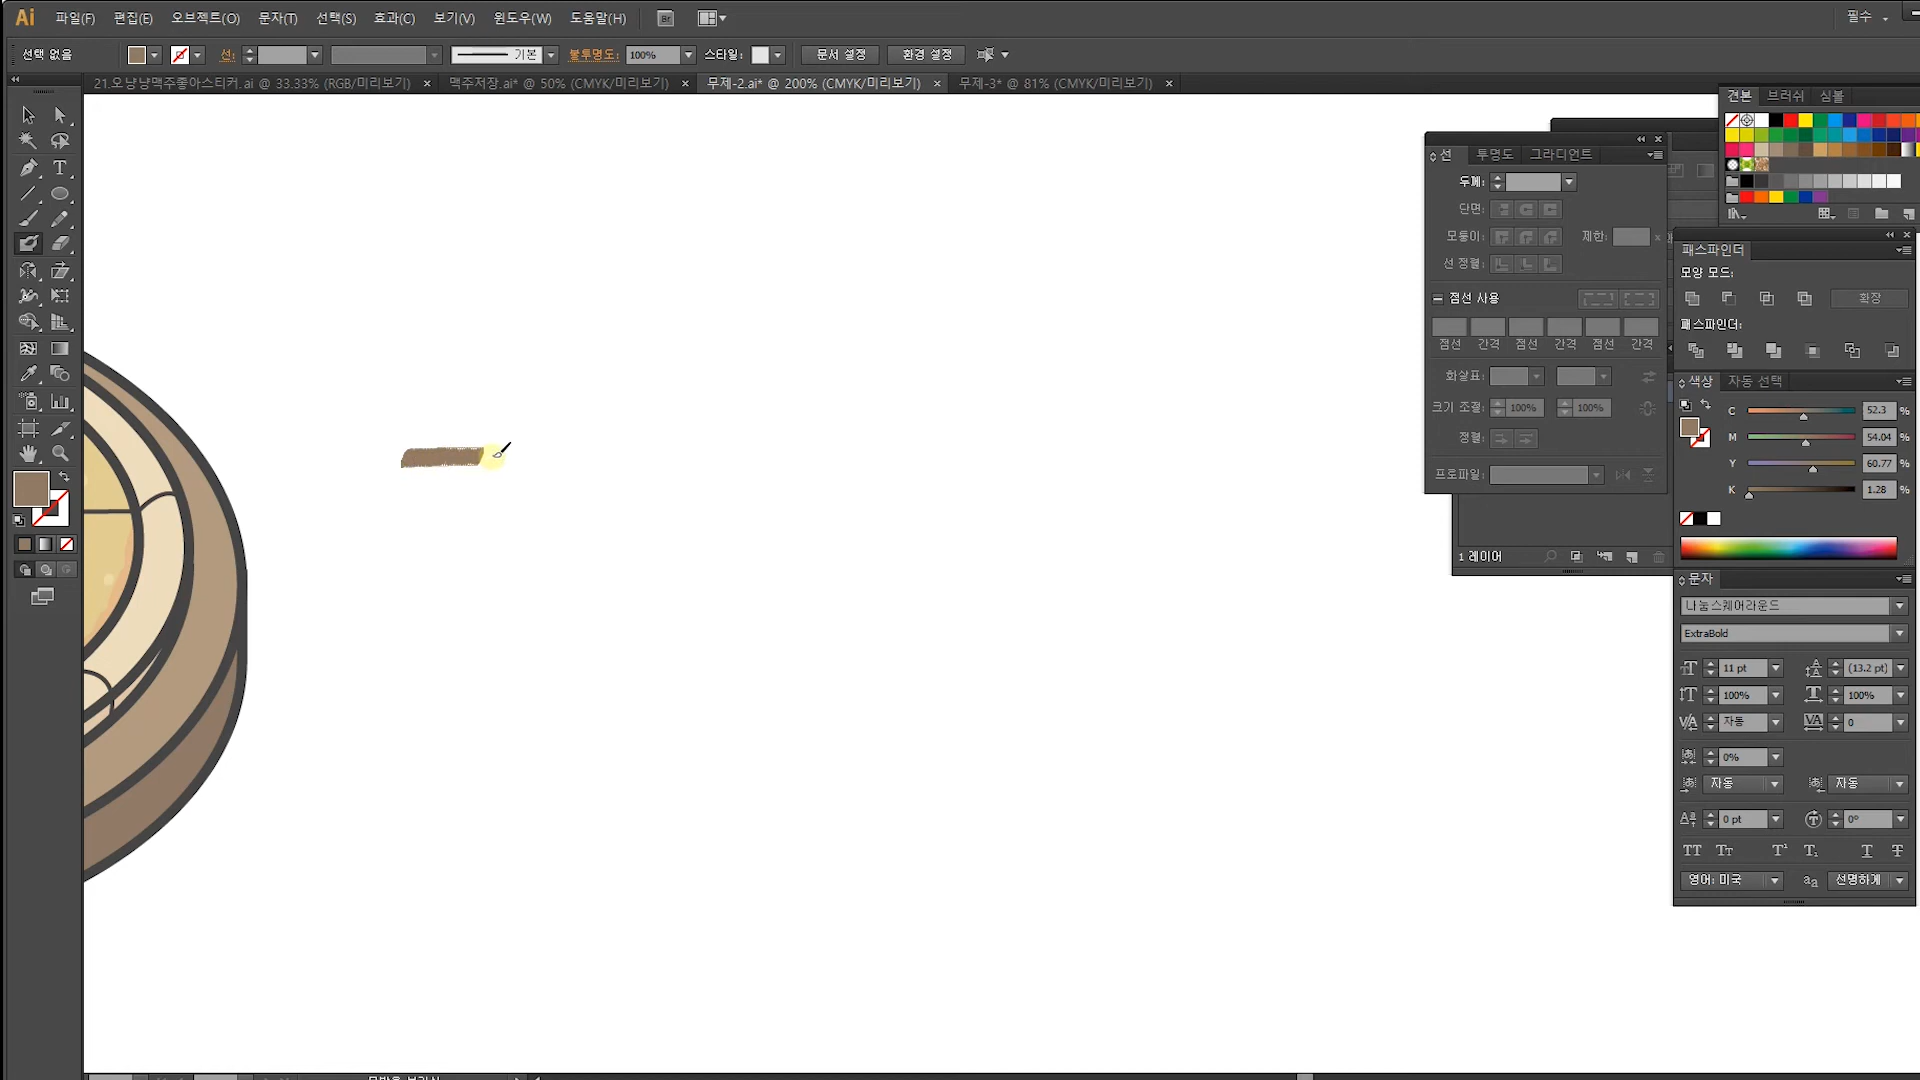 Ai 파일(F) 편집(E) 오브젝트(O) 문자(T) 선택(S) 효과(C) 보기(V) 윈도우(W) 도움말(H) Br 필수
선택 없음 선: 기본 불투명도: 100% 스타일: 문서 설정 환경 설정
21.오냥냥맥주좋아스티커.ai @ 33.33% (RGB/미리보기) × 맥주저장.ai* @ 50% (CMYK/미리보기) × 무제-2.ai* @ 200% (CMYK/미리보기) × 무제-3* @ 81% (CMYK/미리보기) ×
견본 브러쉬 심볼
선 투명도 그라디언트
두께:
단면:
모퉁이: 제한: x
선 정렬:
점선 사용
점선 간격 점선 간격 점선 간격
화살표:
크기 조절: 100% 100%
정렬:
프로파일:
1 레이어
패스파인더
모양 모드:
확장
패스파인더:
색상 자동 선택
C 52.3 %
M 54.04 %
Y 60.77 %
K 1.28 %
문자
나눔스퀘어라운드
ExtraBold
11 pt (13.2 pt)
100% 100%
자동 0
0%
자동 자동
0 pt 0°
영어: 미국 선명하게